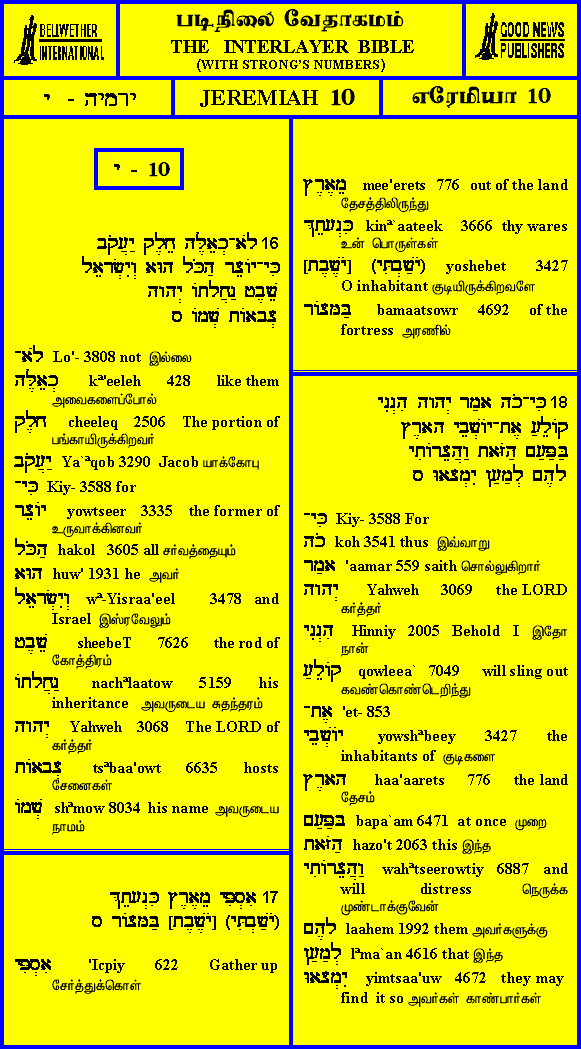 BELLWETHER
INTERNATIONAL
படிநிலை வேதாகமம்
THE INTERLAYER BIBLE
(WITH STRONG'S NUMBERS)
GOOD NEWS
PUBLISHERS
ירמיה - י
JEREMIAH 10
எரேமியா 10
י - 10
16 לֹא־כְאֵלֶּה חֵלֶק יַעֲקֹב
כִּי־יוֹצֵר הַכֹּל הוּא וְיִשְׂרָאֵל
שֵׁבֶט נַחֲלָתוֹ יְהוָה
צְבָאוֹת שְׁמוֹ ס
לֹא־ Lo'- 3808 not இல்லை
כְאֵלֶּה kª'eeleh 428 like them
அவைகளைப்போல்
חֵלֶק cheeleq 2506 The portion of
பங்காயிருக்கிறவர்
יַעֲקֹב Ya`ªqob 3290 Jacob யாக்கோபு
כִּי־ Kiy- 3588 for
יוֹצֵר yowtseer 3335 the former of
உருவாக்கினவர்
הַכֹּל hakol 3605 all சர்வத்தையும்
הוּא huw' 1931 he அவர்
וְיִשְׂרָאֵל wª-Yisraa'eel 3478 and
Israel இஸ்ரவேலும்
שֵׁבֶט sheebeT 7626 the rod of
கோத்திரம்
נַחֲלָתוֹ nachªlaatow 5159 his
inheritance அவருடைய சுதந்தரம்
יְהוָה Yahweh 3068 The LORD of
கர்த்தர்
צְבָאוֹת tsªbaa'owt 6635 hosts
சேனைகள்
שְׁמוֹ shªmow 8034 his name அவருடைய
நாமம்
17 אִסְפִּי מֵאֶרֶץ כִּנְעָתֵךְ
(יֹשַׁבְתִּי) [יֹשֶׁבֶת] בַּמָּצוֹר ס
אִסְפִּי 'Icpiy 622 Gather up
சேர்த்துக்கொள்
מֵאֶרֶץ mee'erets 776 out of the land
தேசத்திலிருந்து
כִּנְעָתֵךְ kinª`aateek 3666 thy wares
உன் பொருள்கள்
[יֹשֶׁבֶת] (יֹשַׁבְתִּי) yoshebet 3427
O inhabitant குடியிருக்கிறவளே
בַּמָּצוֹר bamaatsowr 4692 of the
fortress அரணில்
18 כִּי־כֹה אָמַר יְהוָה הִנְנִי
קוֹלֵעַ אֶת־יוֹשְׁבֵי הָאָרֶץ
בַּפַּעַם הַזֹּאת וַהֲצֵרוֹתִי
לָהֶם לְמַעַן יִמְצָאוּ ס
כִּי־ Kiy- 3588 For
כֹה koh 3541 thus இவ்வாறு
אָמַר 'aamar 559 saith சொல்லுகிறார்
יְהוָה Yahweh 3069 the LORD
கர்த்தர்
הִנְנִי Hinniy 2005 Behold I இதோ
நான்
קוֹלֵעַ qowleea` 7049 will sling out
கவண்கொண்டெறிந்து
אֶת־ 'et- 853
יוֹשְׁבֵי yowshªbeey 3427 the
inhabitants of குடிகளை
הָאָרֶץ haa'aarets 776 the land
தேசம்
בַּפַּעַם bapa`am 6471 at once முறை
הַזֹּאת hazo't 2063 this இந்த
וַהֲצֵרוֹתִי wahªtseerowtiy 6887 and
will distress நெருக்க
முண்டாக்குவேன்
לָהֶם laahem 1992 them அவர்களுக்கு
לְמַעַן lªma`an 4616 that இந்த
יִמְצָאוּ yimtsaa'uw 4672 they may
find it so அவர்கள் காண்பார்கள்